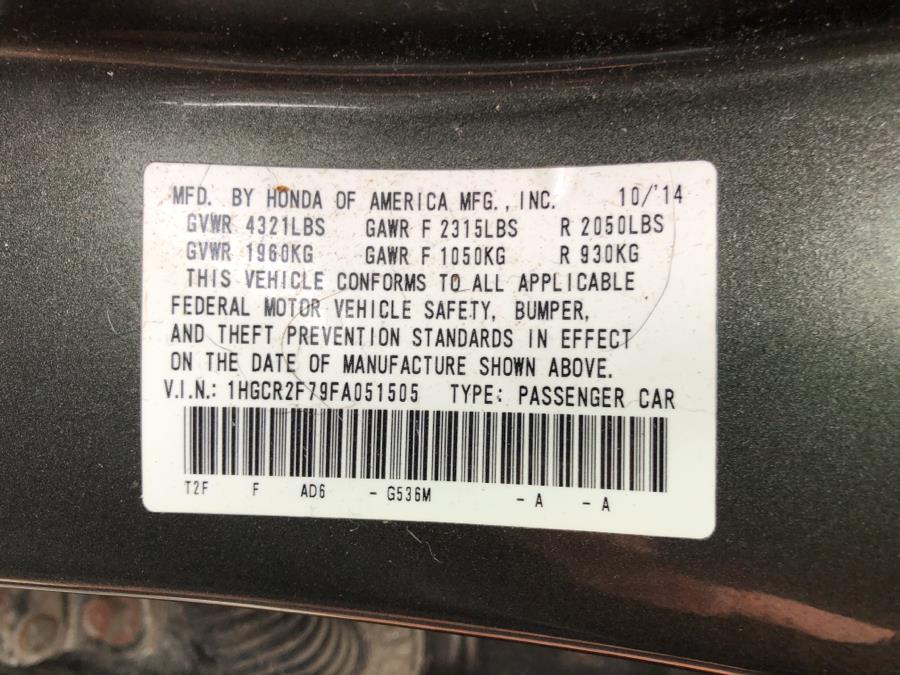 MFD. BY HONDA OF AMERICA MFG., INC. 10/'14
GVWR 4321LBS GAWR F 2315LBS R 2050LBS
GVWR 1960KG GAWR F 1050KG R 930KG
THIS VEHICLE CONFORMS TO ALL APPLICABLE
FEDERAL MOTOR VEHICLE SAFETY, BUMPER,
AND THEFT PREVENTION STANDARDS IN EFFECT
ON THE DATE OF MANUFACTURE SHOWN ABOVE.
V.I.N.: 1HGCR2F79FA051505 TYPE: PASSENGER CAR
T2F F AD6 - G536M - A - A